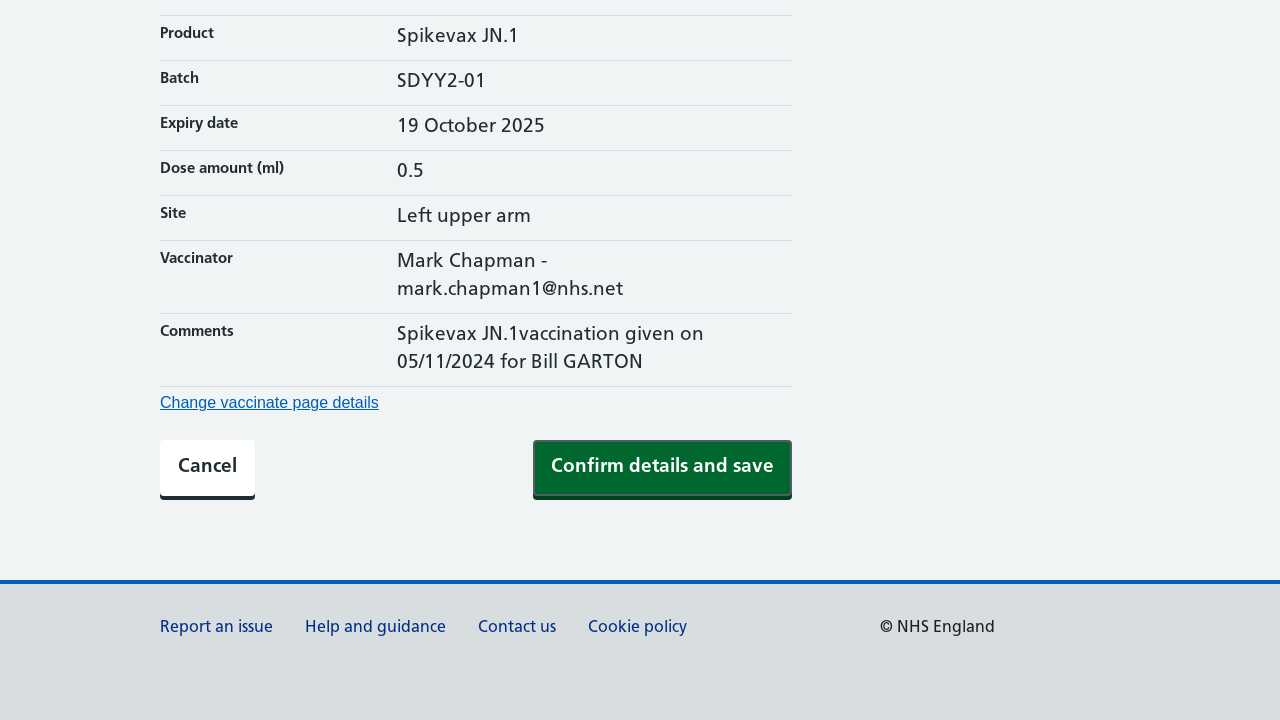 Product Spikevax JN.1
Batch SDYY2-01
Expiry date 19 October 2025
Dose amount (ml) 0.5
Site Left upper arm
Vaccinator Mark Chapman -
mark.chapman1@nhs.net
Comments Spikevax JN.1vaccination given on
05/11/2024 for Bill GARTON
Change vaccinate page details
Cancel Confirm details and save
Report an issue Help and guidance Contact us Cookie policy © NHS England